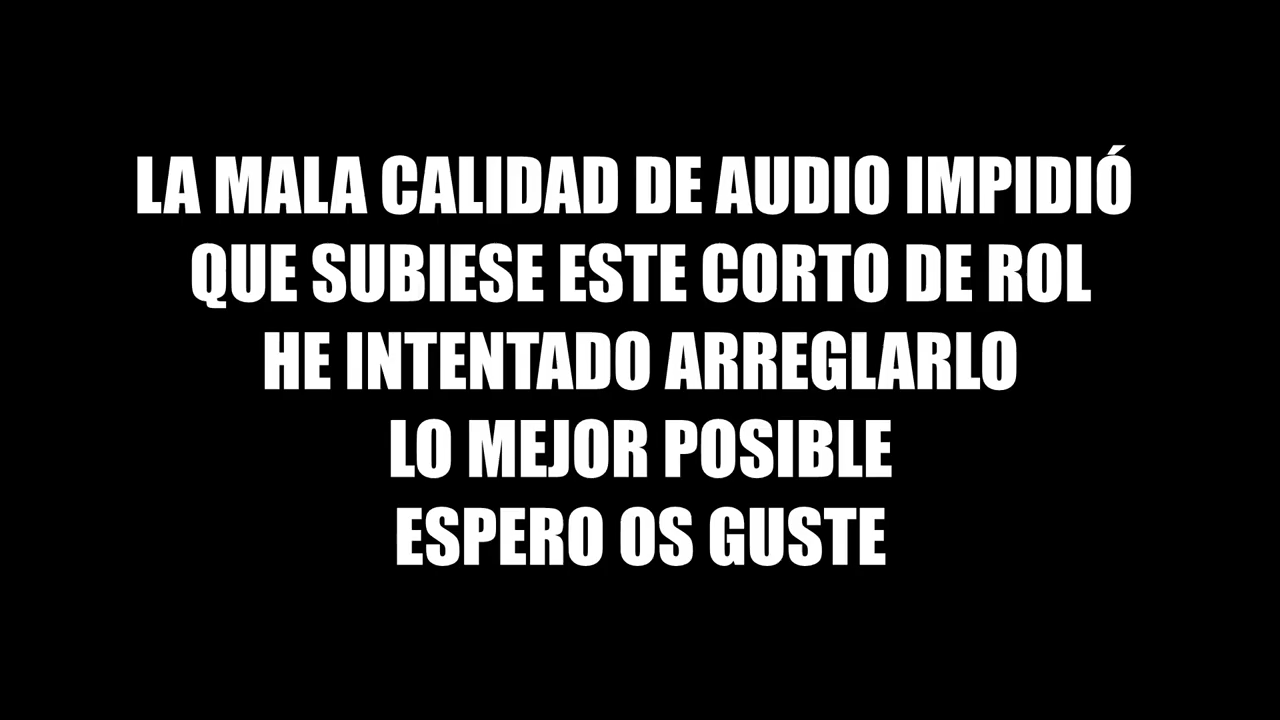 LA MALA CALIDAD DE AUDIO IMPIDIÓ
QUE SUBIESE ESTE CORTO DE ROL
HE INTENTADO ARREGLARLO
LO MEJOR POSIBLE
ESPERO OS GUSTE